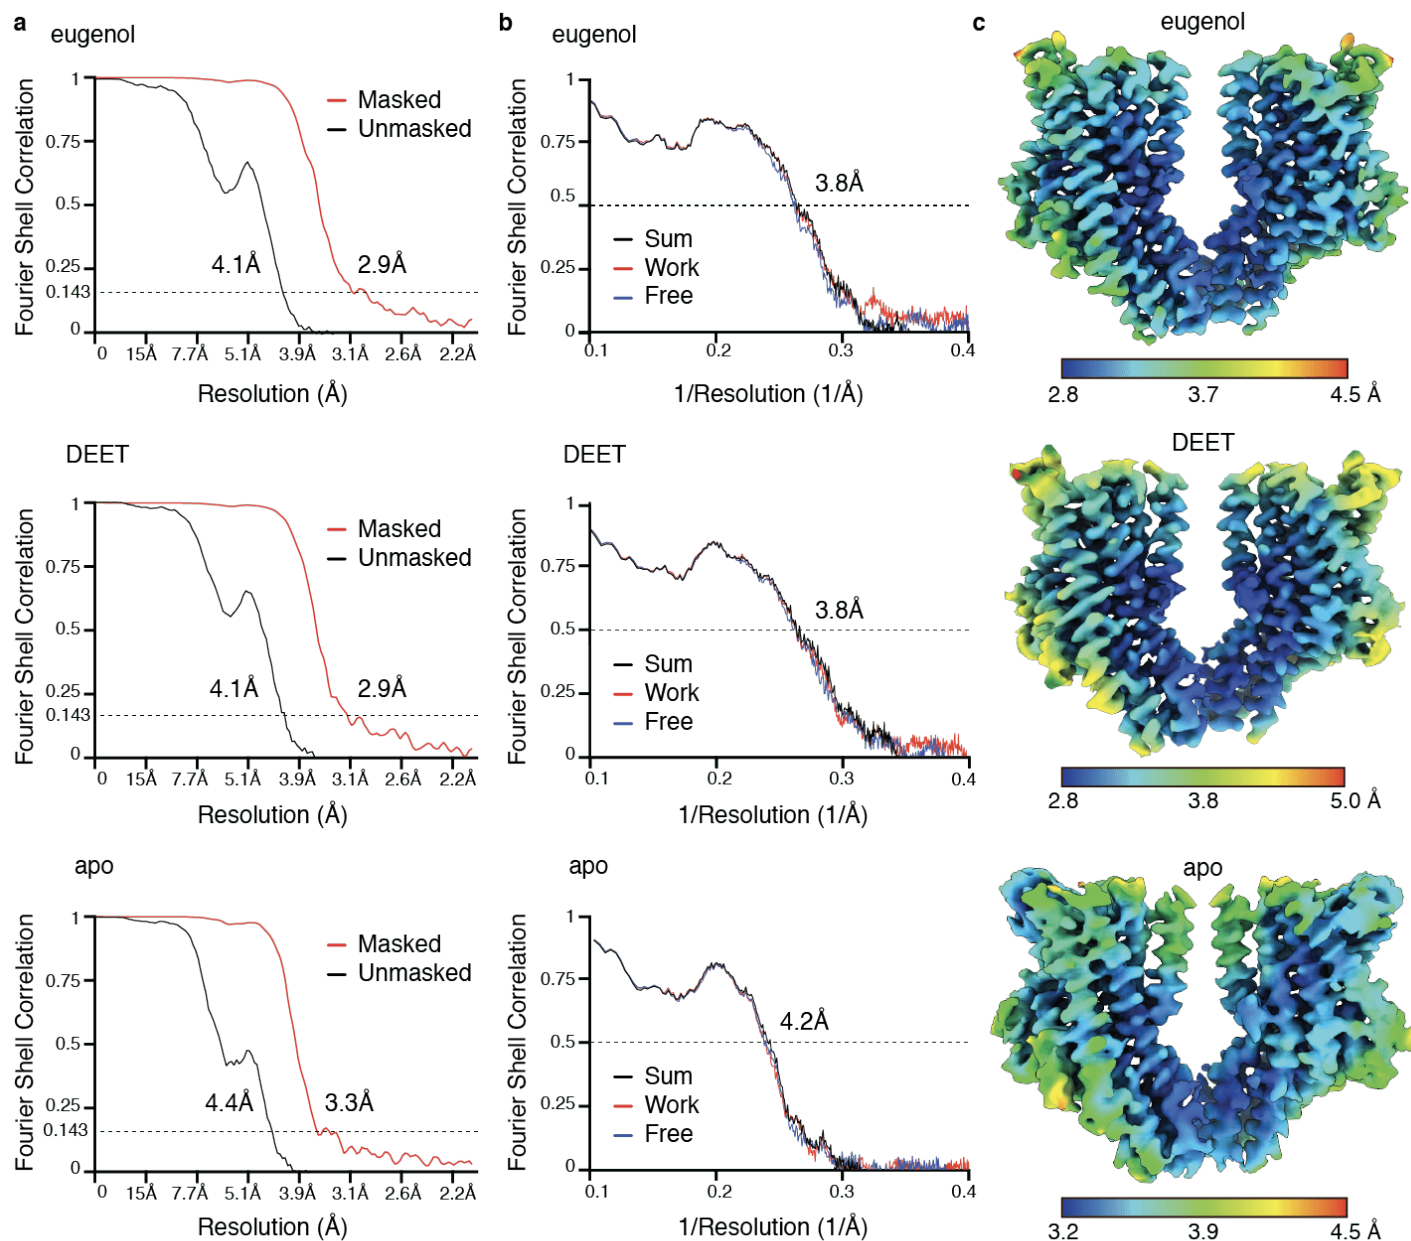 a
eugenol
Fourier Shell Correlation
1
0.75
0.5
0.25
0.143
0
Masked
Unmasked
4.1Å
2.9Å
0
15Å
7.7Å
5.1Å
3.9Å
3.1Å
2.6Å
2.2Å
Resolution (Å)
b
eugenol
Fourier Shell Correlation
1
0.75
0.5
0.25
0
3.8Å
Sum
Work
Free
0.1
0.2
0.3
0.4
1/Resolution (1/Å)
c
eugenol
2.8
3.7
4.5 Å
DEET
Fourier Shell Correlation
1
0.75
0.5
0.25
0.143
0
Masked
Unmasked
4.1Å
2.9Å
0
15Å
7.7Å
5.1Å
3.9Å
3.1Å
2.6Å
2.2Å
Resolution (Å)
DEET
Fourier Shell Correlation
1
0.75
0.5
0.25
0
3.8Å
Sum
Work
Free
0.1
0.2
0.3
0.4
1/Resolution (1/Å)
DEET
2.8
3.8
5.0 Å
apo
Fourier Shell Correlation
1
0.75
0.5
0.25
0.143
0
Masked
Unmasked
4.4Å
3.3Å
0
15Å
7.7Å
5.1Å
3.9Å
3.1Å
2.6Å
2.2Å
Resolution (Å)
apo
Fourier Shell Correlation
1
0.75
0.5
0.25
0
4.2Å
Sum
Work
Free
0.1
0.2
0.3
0.4
1/Resolution (1/Å)
apo
3.2
3.9
4.5 Å